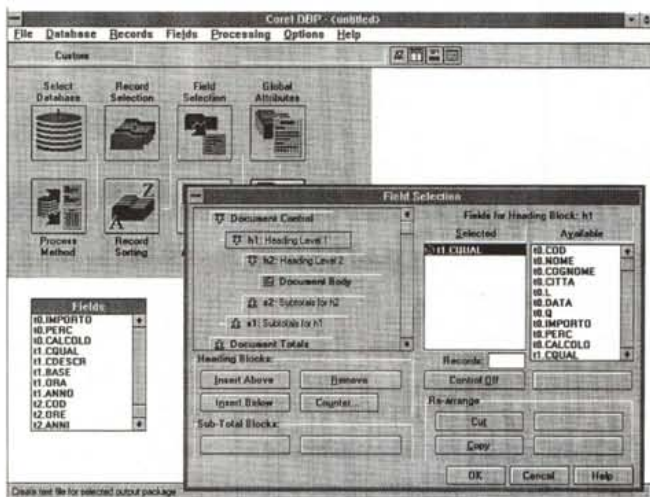 Corel DBP - (untitled)
File Database Records Fields Processing Options Help
Custom
Select Database
Record Selection
Field Selection
Global Attributes
Process Method
Record Sorting
Z
A
Fields
t0.IMPORTO
t0.PERC
t0.CALCOLO
t1.CQUAL
t1.CDESCR
t1.BASE
t1.ORA
t1.ANNO
t2.COD
t2.ORE
t2.ANNI
Field Selection
Document Control
h1: Heading Level 1
h2: Heading Level 2
Document Body
s2: Subtotals for h2
s1: Subtotals for h1
Document Totals
Heading Blocks:
Insert Above Remove
Insert Below Counter...
Sub-Total Blocks:
Fields for Heading Block: h1
Selected
t1.CQUAL
Available
t0.COD
t0.NOME
t0.COGNOME
t0.CITTA
t0.L
t0.DATA
t0.Q
t0.IMPORTO
t0.PERC
t0.CALCOLO
t1.CQUAL
Records:
Control Off
Re-arrange
Cut
Copy
OK Cancel Help
Create text file for selected output package